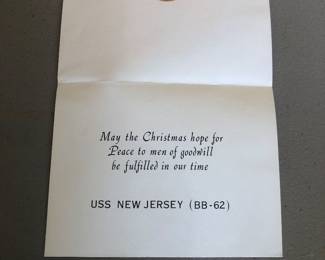 May the Christmas hope for
Peace to men of goodwill
be fulfilled in our time
USS NEW JERSEY (BB-62)